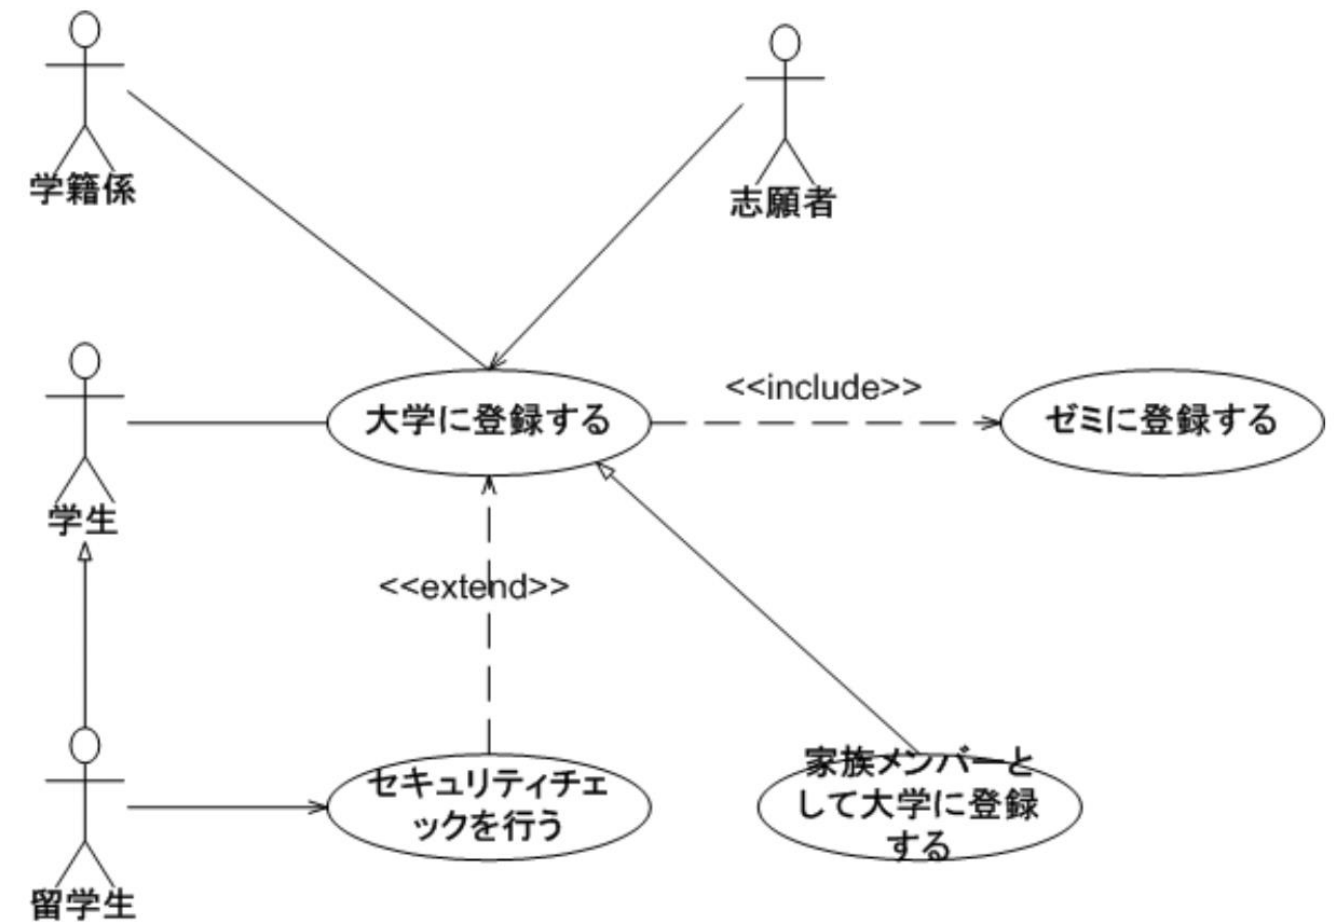 学籍係
志願者
<<include>>
大学に登録する
ゼミに登録する
学生
<<extend>>
セキュリティチェ
ックを行う
家族メンバーと
して大学に登録
する
留学生